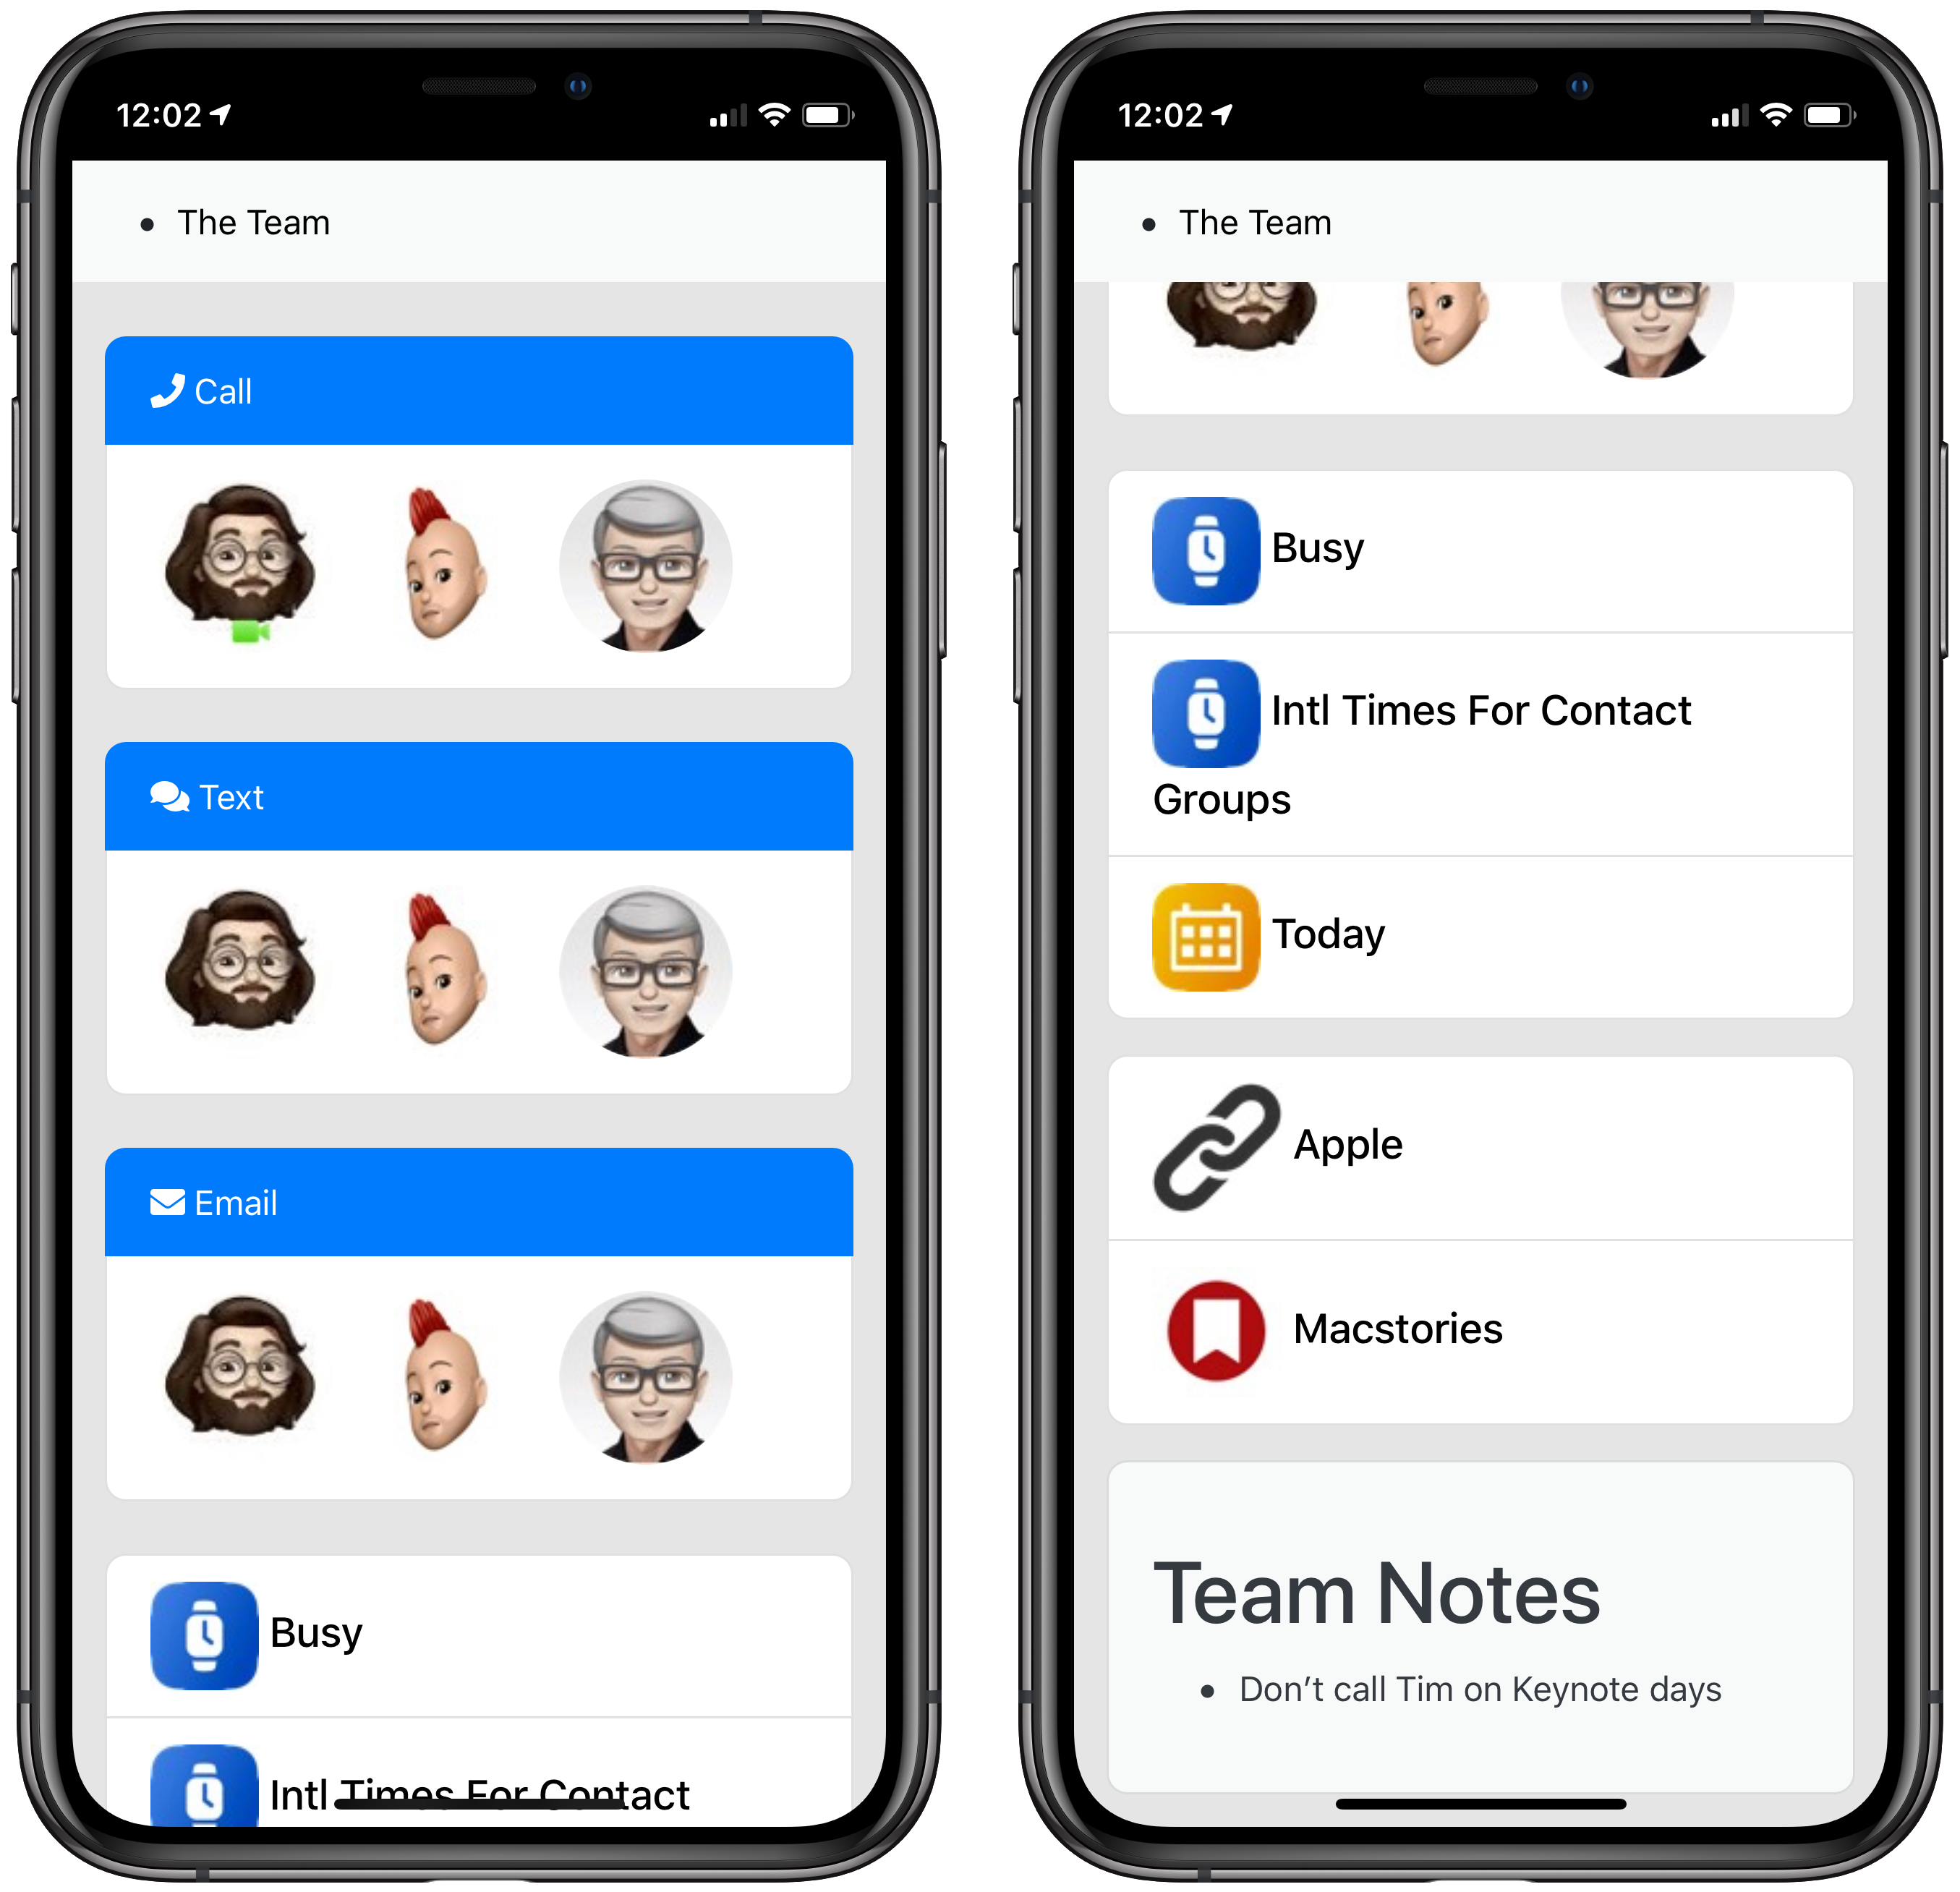 12:02
The Team
Call
Text
Email
Busy
Intl Times For Contact
12:02
The Team
Busy
Intl Times For Contact
Groups
Today
Apple
Macstories
Team Notes
Don’t call Tim on Keynote days